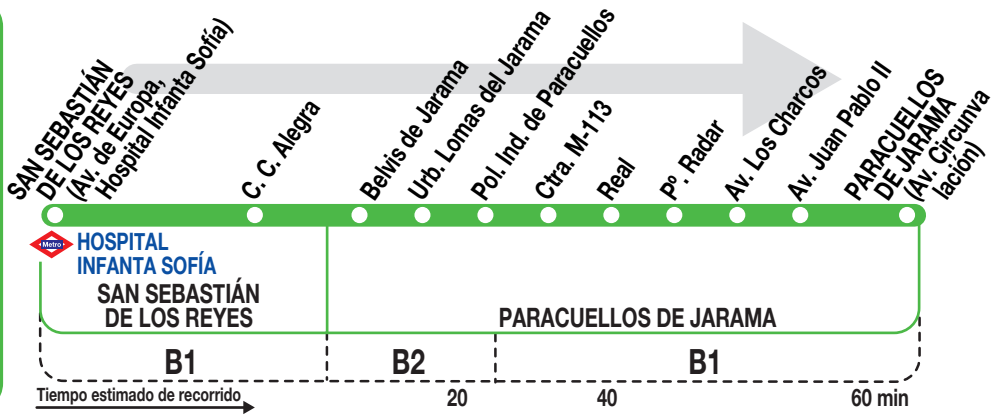 SAN SEBASTIÁN
DE LOS REYES
(Av. de Europa,
Hospital Infanta Sofía)
C. C. Alegra
Belvis de Jarama
Urb. Lomas del Jarama
Pol. Ind. de Paracuellos
Ctra. M-113
Real
Pº. Radar
Av. Los Charcos
Av. Juan Pablo II
PARACUELLOS
DE JARAMA
(Av. Circunva
lación)
Metro
HOSPITAL
INFANTA SOFÍA
SAN SEBASTIÁN
DE LOS REYES
PARACUELLOS DE JARAMA
B1
B2
B1
Tiempo estimado de recorrido
20
40
60 min